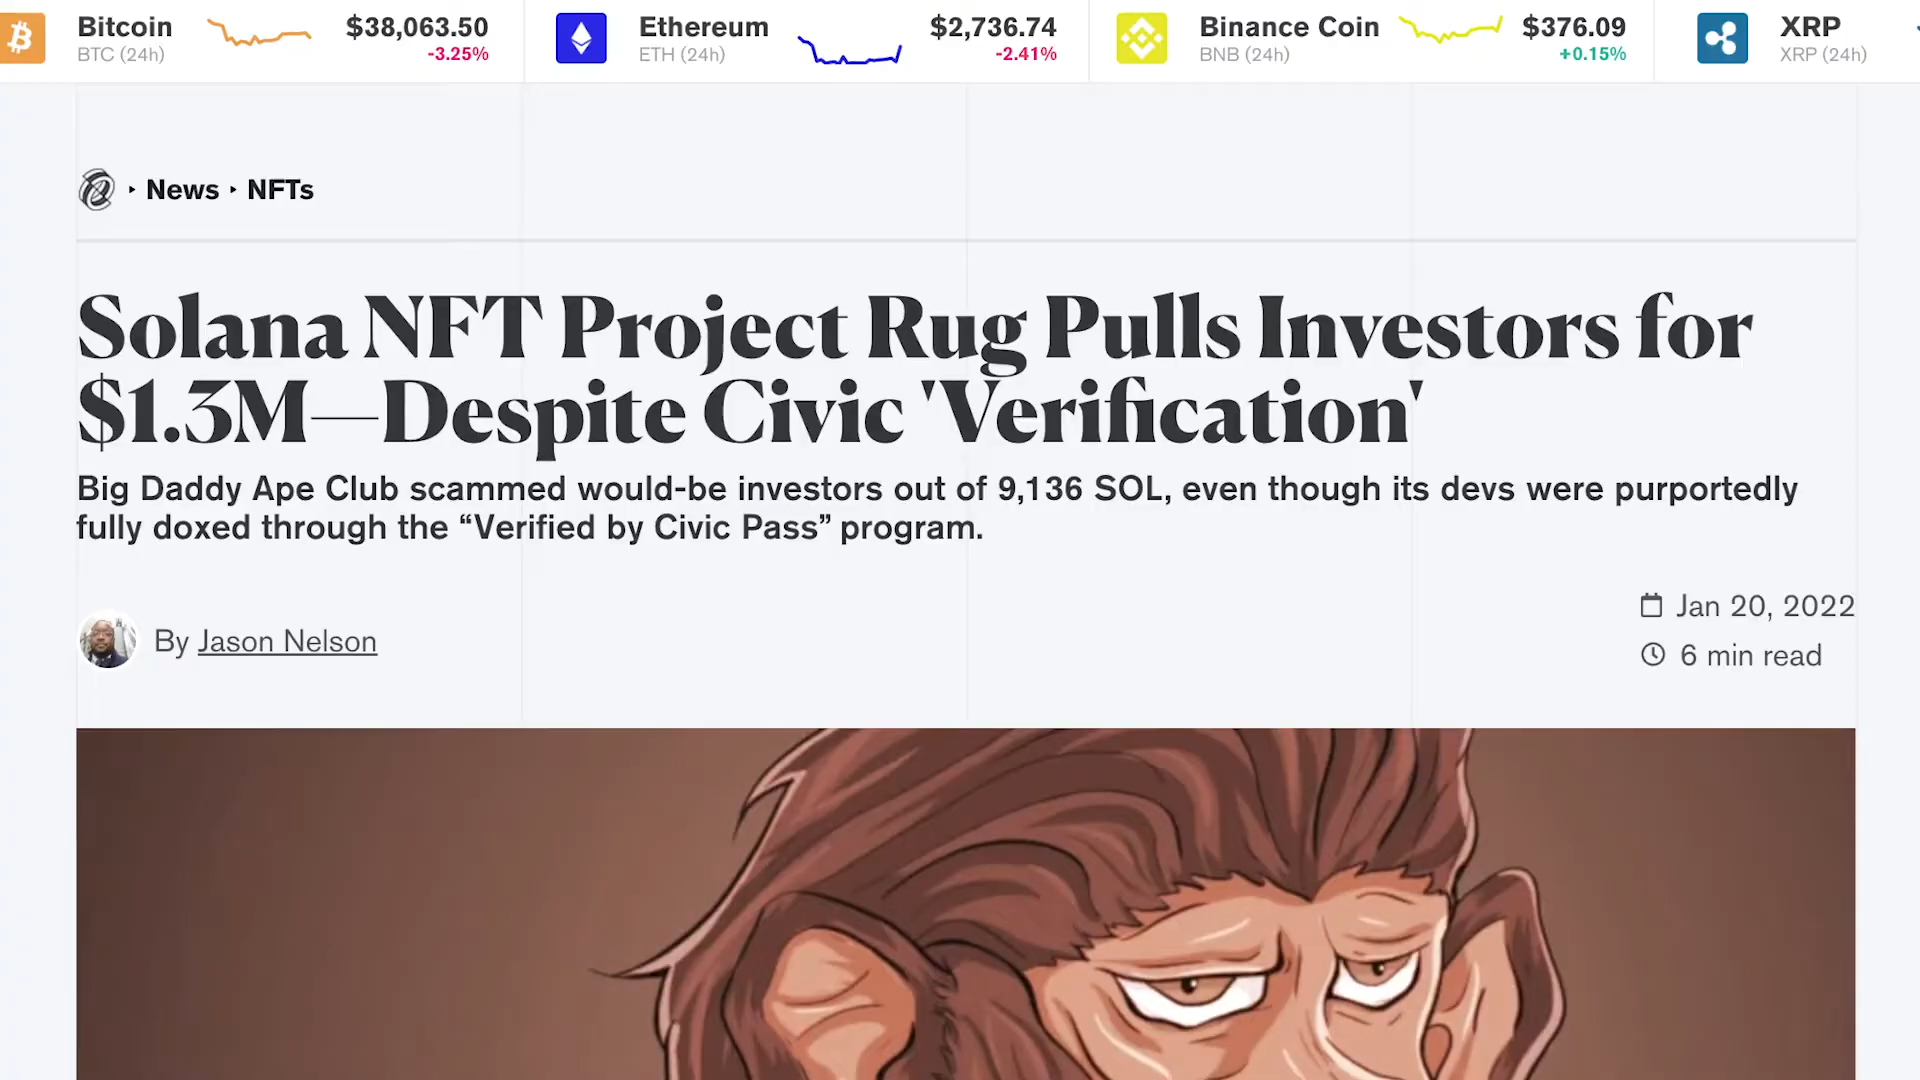 Bitcoin $38,063.50 Ethereum $2,736.74 Binance Coin $376.09 XRP
BTC (24h) -3.25% ETH (24h) -2.41% BNB (24h) +0.15% XRP (24h)
News NFTs
Solana NFT Project Rug Pulls Investors for
$1.3M—Despite Civic 'Verification'
Big Daddy Ape Club scammed would-be investors out of 9,136 SOL, even though its devs were purportedly
fully doxed through the “Verified by Civic Pass” program.
By Jason Nelson
Jan 20, 2022
6 min read